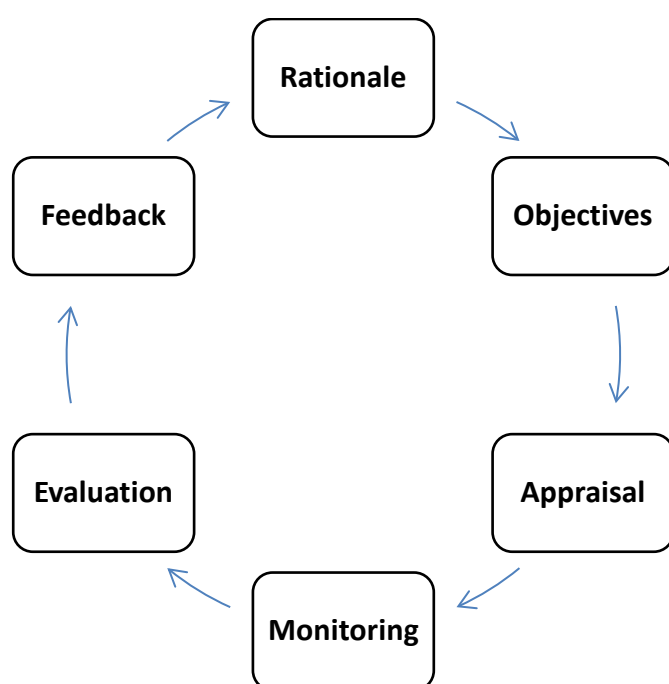 Rationale
Objectives
Appraisal
Monitoring
Evaluation
Feedback